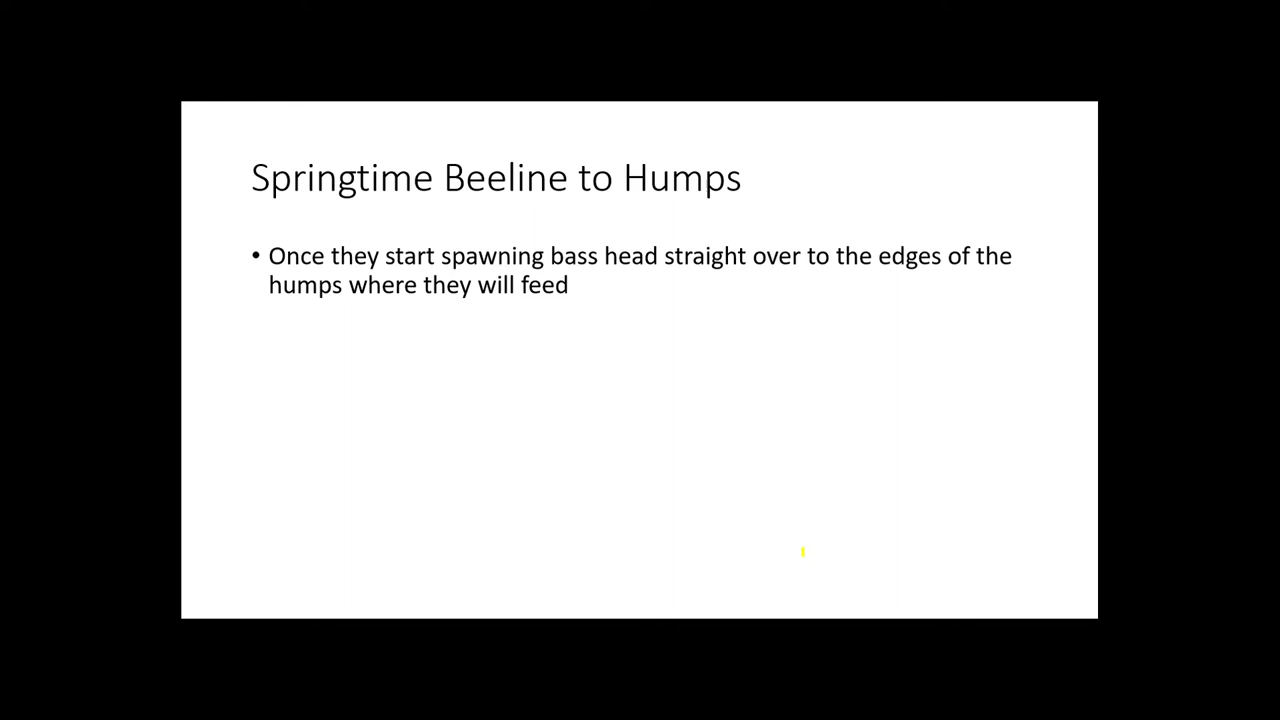 Springtime Beeline to Humps
• Once they start spawning bass head straight over to the edges of the
humps where they will feed